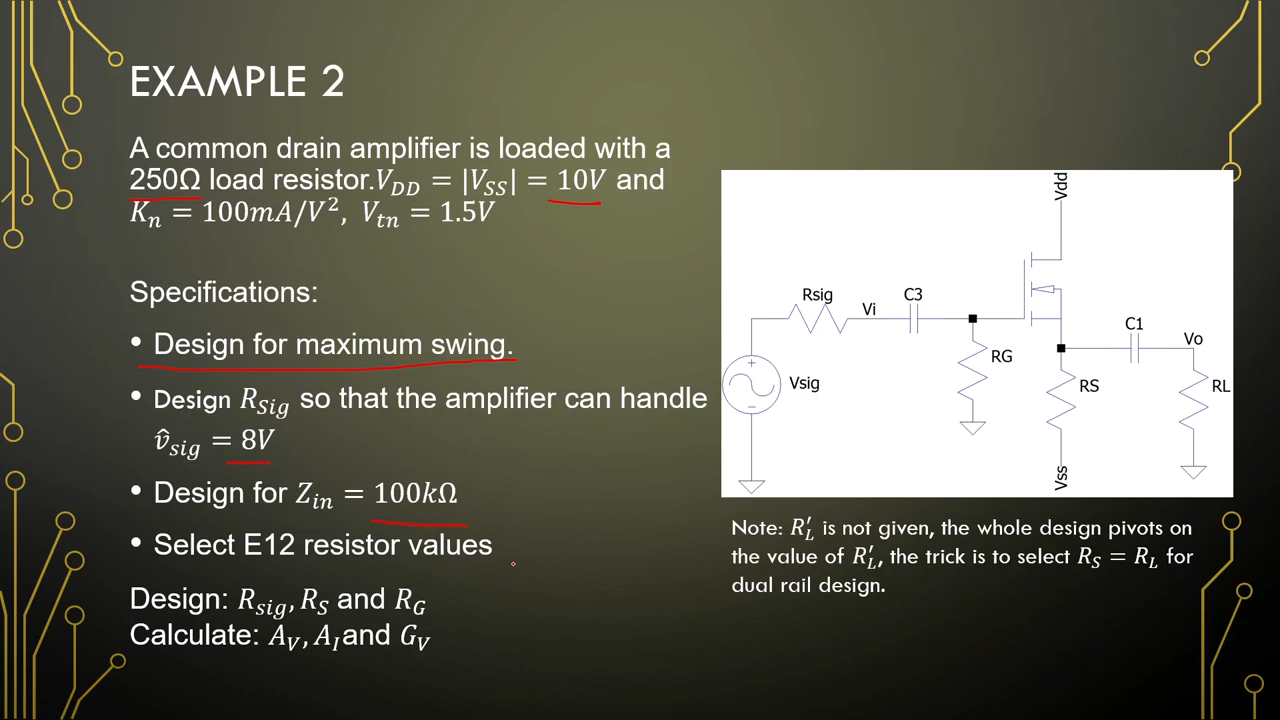 EXAMPLE 2
A common drain amplifier is loaded with a
250Ω load resistor.V_DD = |V_SS| = 10V and
K_n = 100mA/V², V_tn = 1.5V
Specifications:
• Design for maximum swing.
• Design R_Sig so that the amplifier can handle
v̂_sig = 8V
• Design for Z_in = 100kΩ
• Select E12 resistor values
Design: R_sig, R_S and R_G
Calculate: A_V, A_I and G_V
Vdd
Rsig
Vi
C3
C1
Vo
RG
Vsig
RS
RL
Vss
Note: R′_L is not given, the whole design pivots on
the value of R′_L, the trick is to select R_S = R_L for
dual rail design.